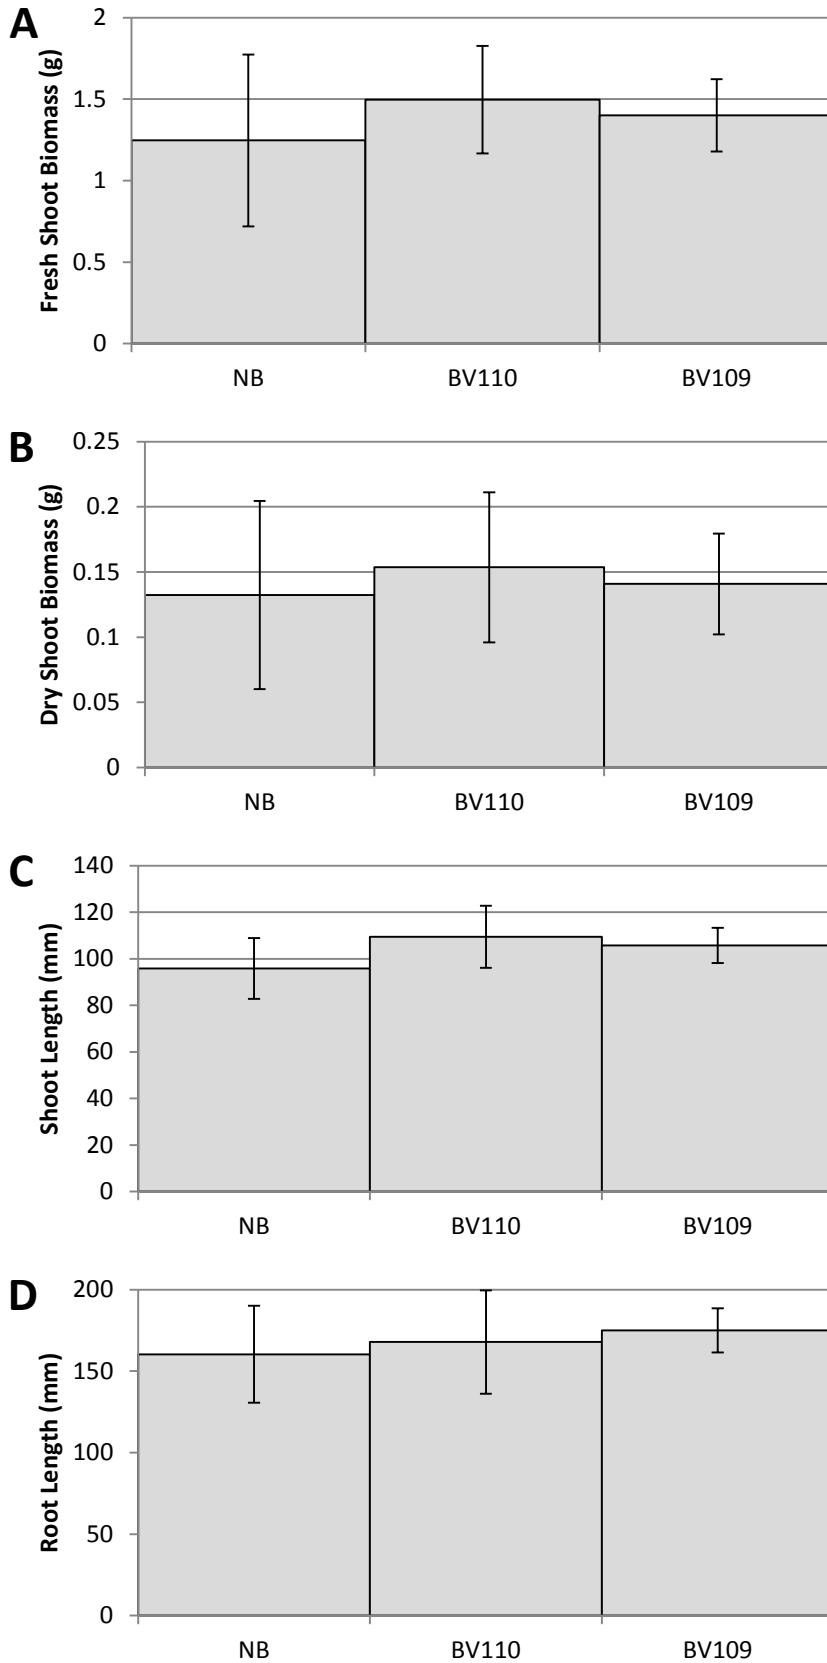 A
Fresh Shoot Biomass (g)
2
1.5
1
0.5
0
NB BV110 BV109
B
Dry Shoot Biomass (g)
0.25
0.2
0.15
0.1
0.05
0
NB BV110 BV109
C
Shoot Length (mm)
140
120
100
80
60
40
20
0
NB BV110 BV109
D
Root Length (mm)
200
150
100
50
0
NB BV110 BV109